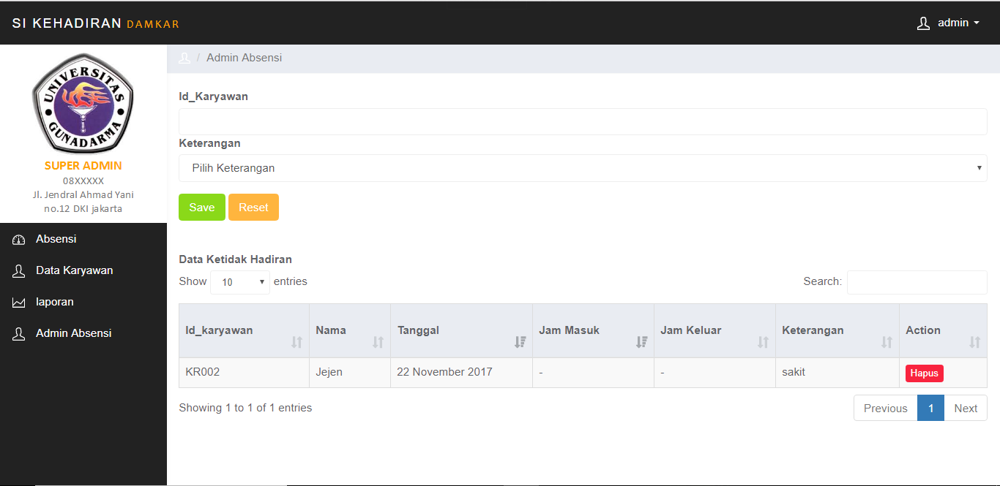 SI KEHADIRAN DAMKAR
admin
UNIVERSITAS
GUNADARMA
SUPER ADMIN
08XXXXX
Jl. Jendral Ahmad Yani
no.12 DKI jakarta
Absensi
Data Karyawan
laporan
Admin Absensi
/ Admin Absensi
Id_Karyawan
Keterangan
Pilih Keterangan
Save Reset
Data Ketidak Hadiran
Show 10 entries Search:
Id_karyawan Nama Tanggal Jam Masuk Jam Keluar Keterangan Action
KR002 Jejen 22 November 2017 - - sakit Hapus
Showing 1 to 1 of 1 entries Previous 1 Next